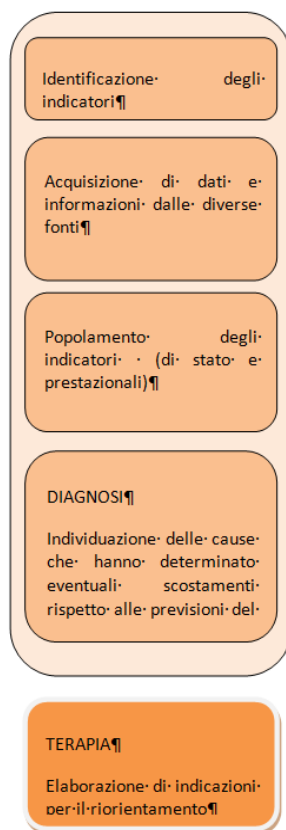 Identificazione degli
indicatori¶
Acquisizione di dati e
informazioni dalle diverse
fonti¶
Popolamento degli
indicatori (di stato e
prestazionali)¶
DIAGNOSI¶
Individuazione delle cause
che hanno determinato
eventuali scostamenti
rispetto alle previsioni del
TERAPIA¶
Elaborazione di indicazioni
per il riorientamento¶